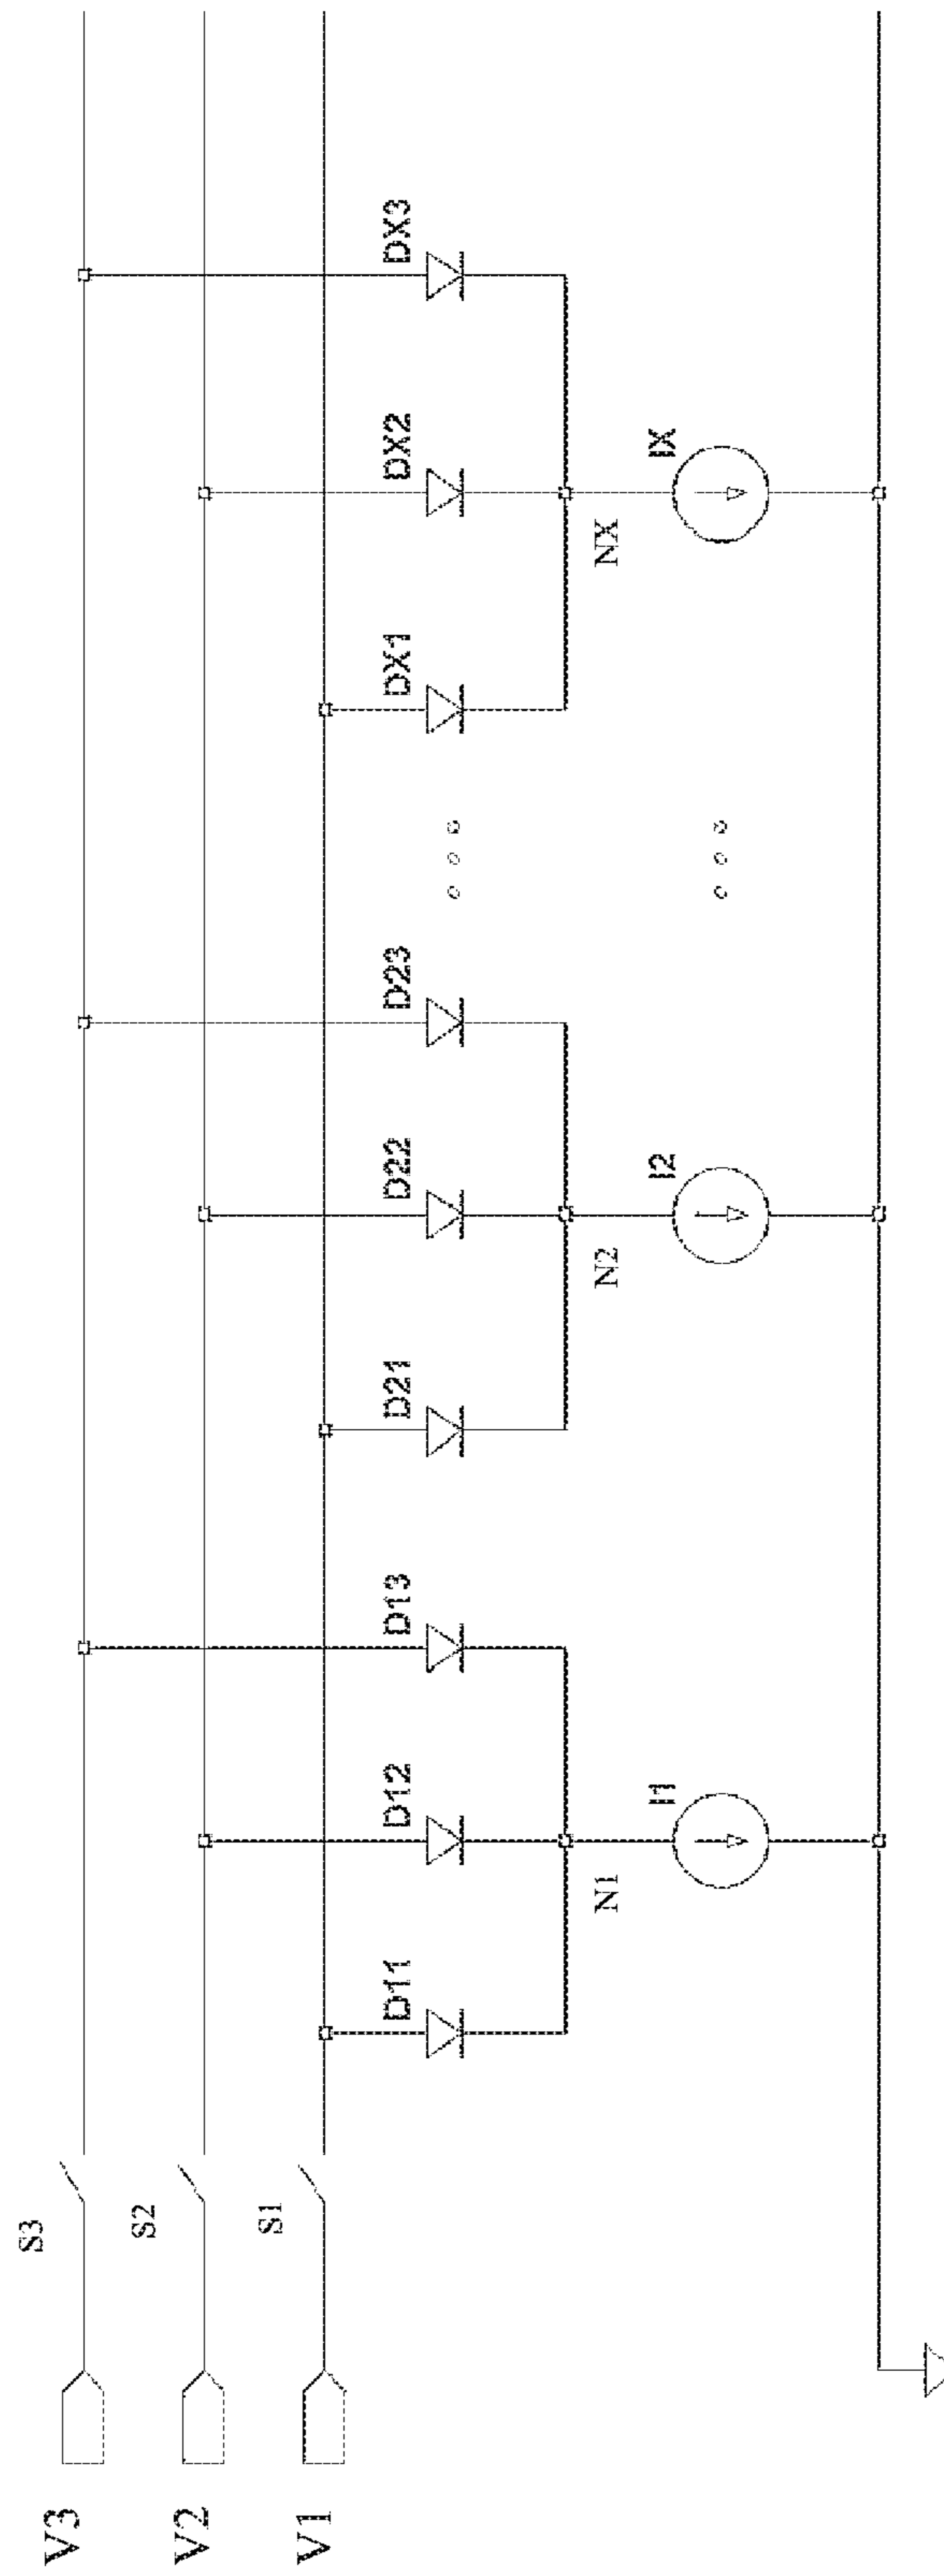 V3
S3
V2
S2
V1
S1
D11
D12
D13
D21
D22
D23
DX1
DX2
DX3
N1
N2
NX
I1
I2
IX